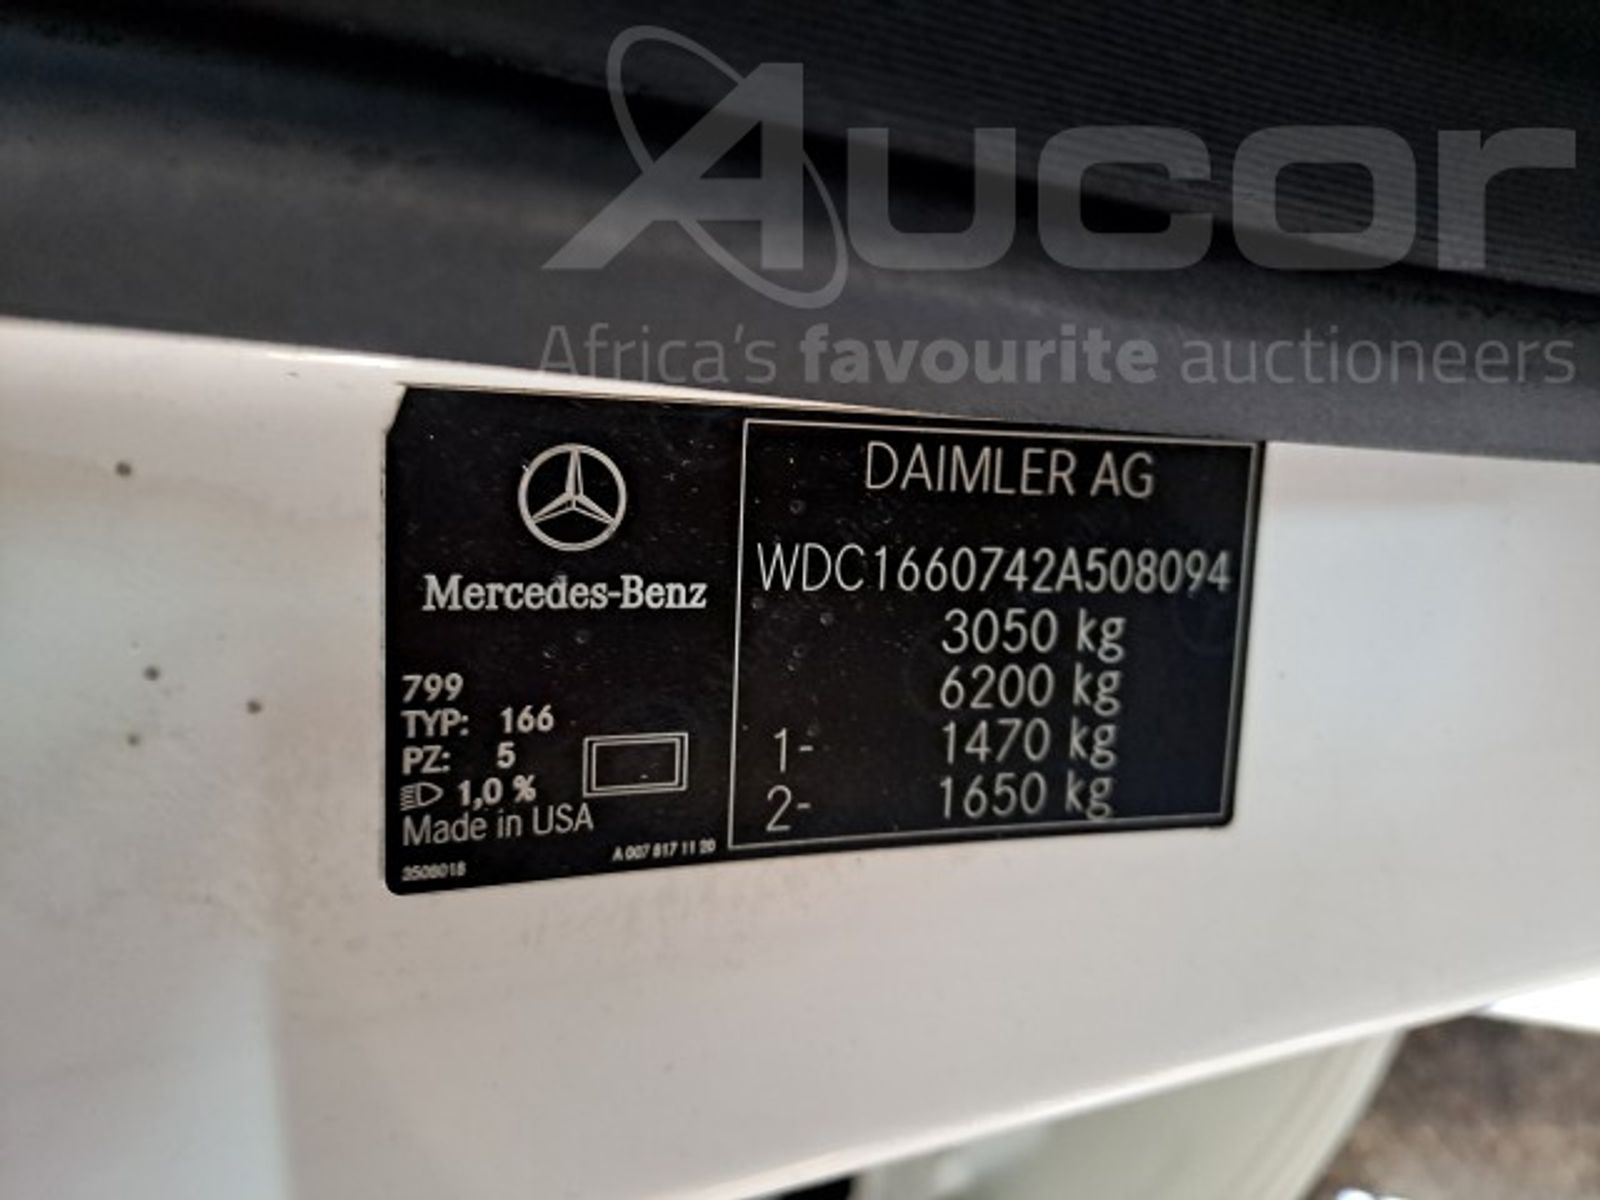 Aucor
Africa's favourite auctioneers
Mercedes-Benz
799
TYP: 166
PZ: 5
1,0 %
Made in USA
3508018
A 007 817 11 20
DAIMLER AG
WDC1660742A508094
3050 kg
6200 kg
1- 1470 kg
2- 1650 kg